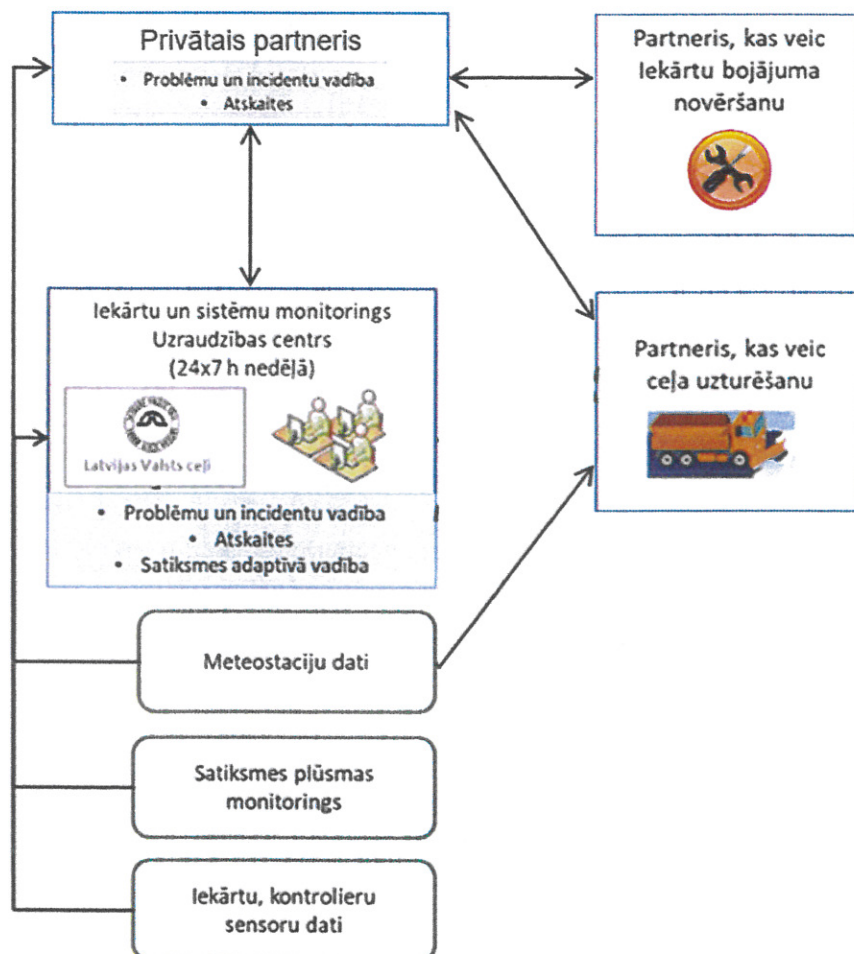 Privātais partneris
• Problēmu un incidentu vadība
• Atskaites
Partneris, kas veic
Iekārtu bojājuma
novēršanu
Iekārtu un sistēmu monitorings
Uzraudzības centrs
(24x7 h nedēļā)
Latvijas Valsts ceļi
• Problēmu un incidentu vadība
• Atskaites
• Satiksmes adaptīvā vadība
Partneris, kas veic
ceļa uzturēšanu
Meteostaciju dati
Satiksmes plūsmas
monitorings
Iekārtu, kontrolieru
sensoru dati